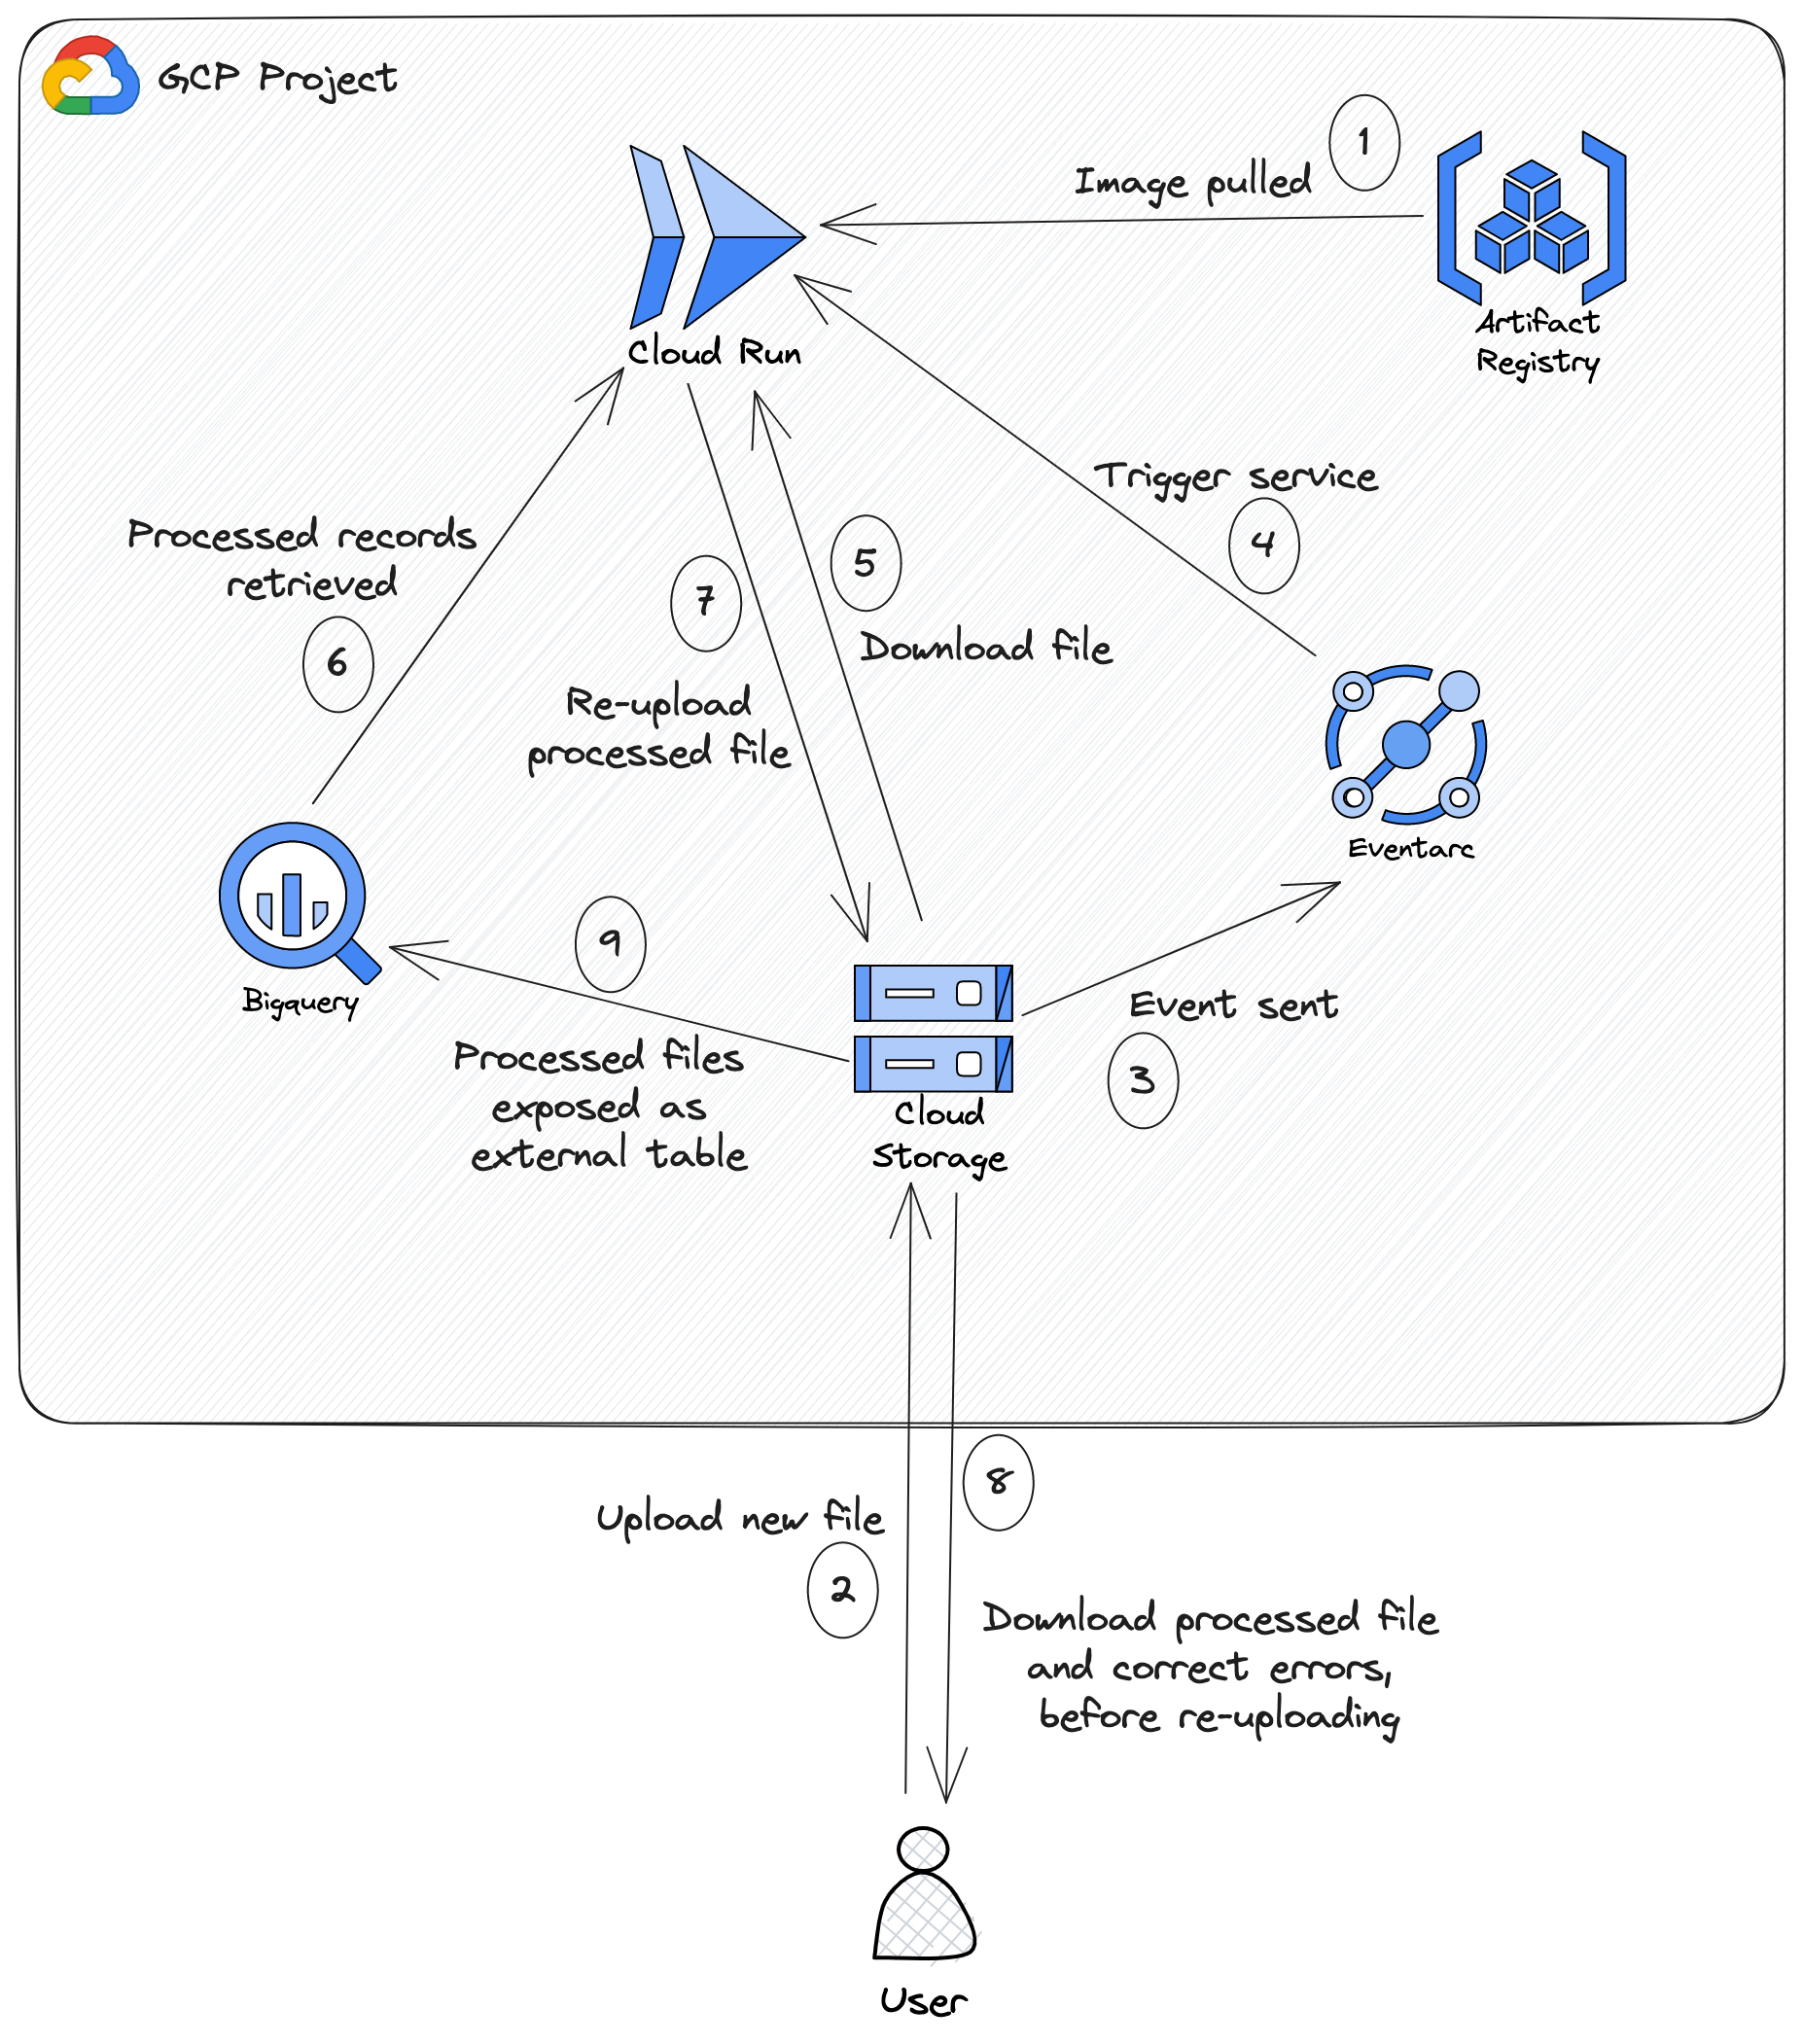 GCP Project
1
Image pulled
Artifact
Registry
Cloud Run
Trigger service
4
5
Download file
7
Re-upload
processed file
Processed records
retrieved
6
Eventarc
Bigquery
9
Processed files
exposed as
external table
Event sent
3
Cloud
Storage
8
Upload new file
2
Download processed file
and correct errors,
before re-uploading
User